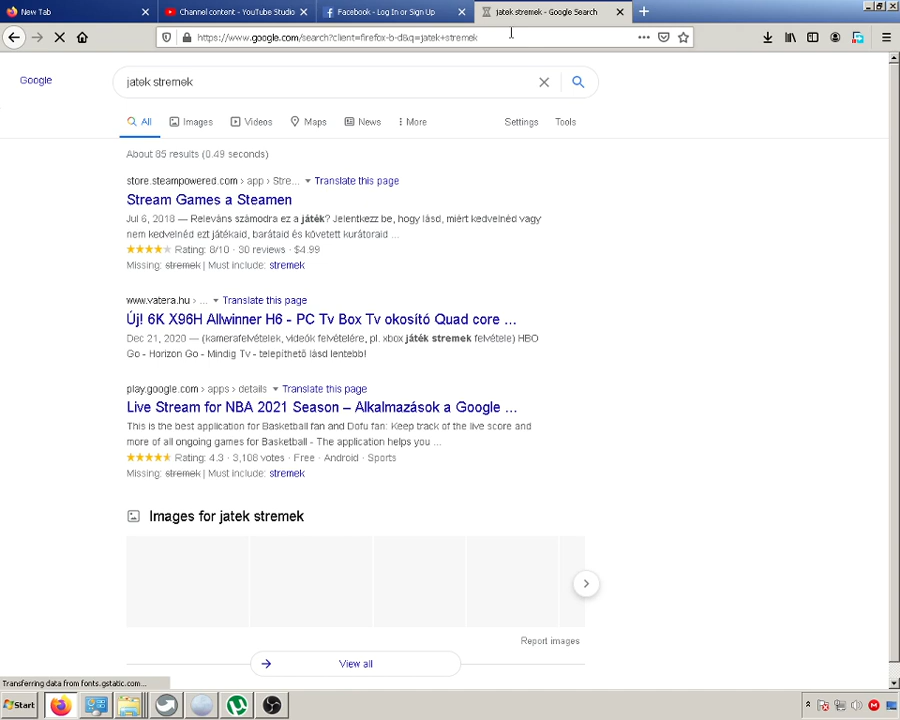 New Tab
Channel content - YouTube Studio
Facebook - Log In or Sign Up
jatek stremek - Google Search
https://www.google.com/search?client=firefox-b-d&q=jatek+stremek
Google
jatek stremek
All
Images
Videos
Maps
News
More
Settings
Tools
About 85 results (0.49 seconds)
store.steampowered.com › app › Stre... Translate this page
Stream Games a Steamen
Jul 6, 2018 — Releváns számodra ez a játék? Jelentkezz be, hogy lásd, miért kedvelnéd vagy
nem kedvelnéd ezt játékaid, barátaid és követett kurátoraid ...
Rating: 8/10 · 30 reviews · $4.99
Missing: stremek | Must include: stremek
www.vatera.hu › ... Translate this page
Új! 6K X96H Allwinner H6 - PC Tv Box Tv okosító Quad core ...
Dec 21, 2020 — (kamerafelvételek, videók felvételére, pl. xbox játék stremek felvétele) HBO
Go - Horizon Go - Mindig Tv - telepíthető lásd lentebb!
play.google.com › apps › details Translate this page
Live Stream for NBA 2021 Season – Alkalmazások a Google ...
This is the best application for Basketball fan and Dofu fan: Keep track of the live score and
more of all ongoing games for Basketball - The application helps you ...
Rating: 4.3 · 3,108 votes · Free · Android · Sports
Missing: stremek | Must include: stremek
Images for jatek stremek
Report images
View all
Transferring data from fonts.gstatic.com...
Start